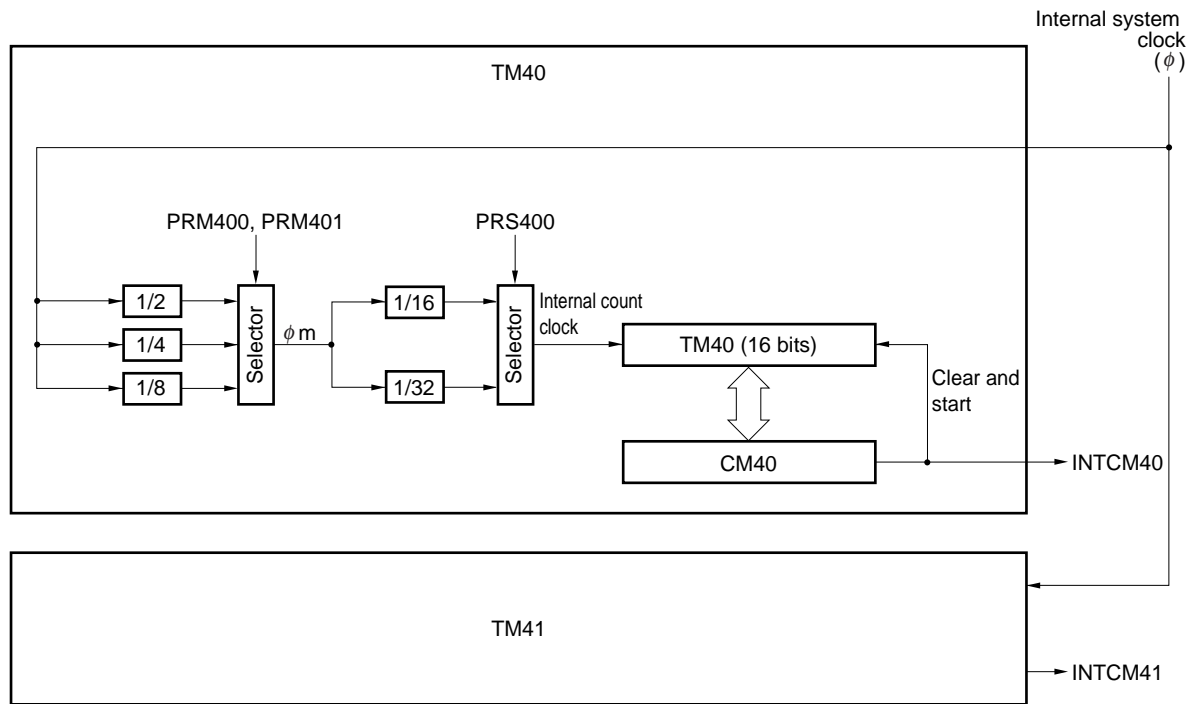 Internal system
clock
(φ)
TM40
PRM400, PRM401
PRS400
1/2
1/4
1/8
Selector
φm
1/16
1/32
Selector
Internal count
clock
TM40 (16 bits)
Clear and
start
CM40
INTCM40
TM41
INTCM41